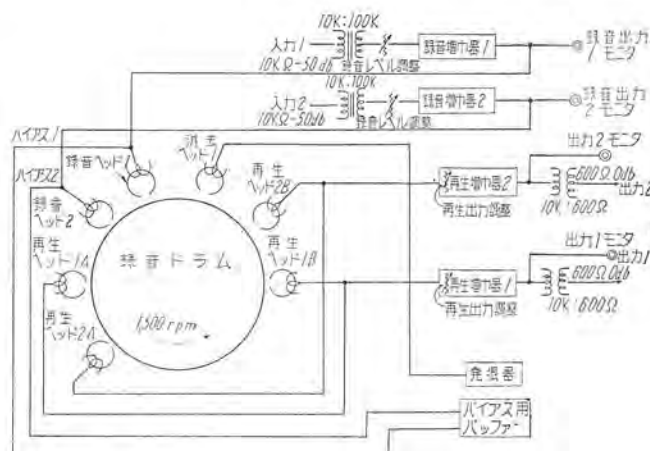 10K:100K
入力1
10KΩ-50db
録音レベル調整
録音増巾器1
録音出力
1モニタ
10K:100K
入力2
10KΩ-50db
録音レベル調整
録音増巾器2
録音出力
2モニタ
バイアス1
バイアス2
録音ヘッド1
消去
ヘッド
再生
ヘッド2B
録音
ヘッド2
再生
ヘッド1A
再生
ヘッド1B
再生
ヘッド2A
録音ドラム
1,500rpm
出力2モニタ
再生増巾器2
再生出力調整
600Ω0db
出力2
10K:600Ω
出力1モニタ
出力1
再生増巾器1
再生出力調整
600Ω0db
10K:600Ω
発振器
バイアス用
バッファー